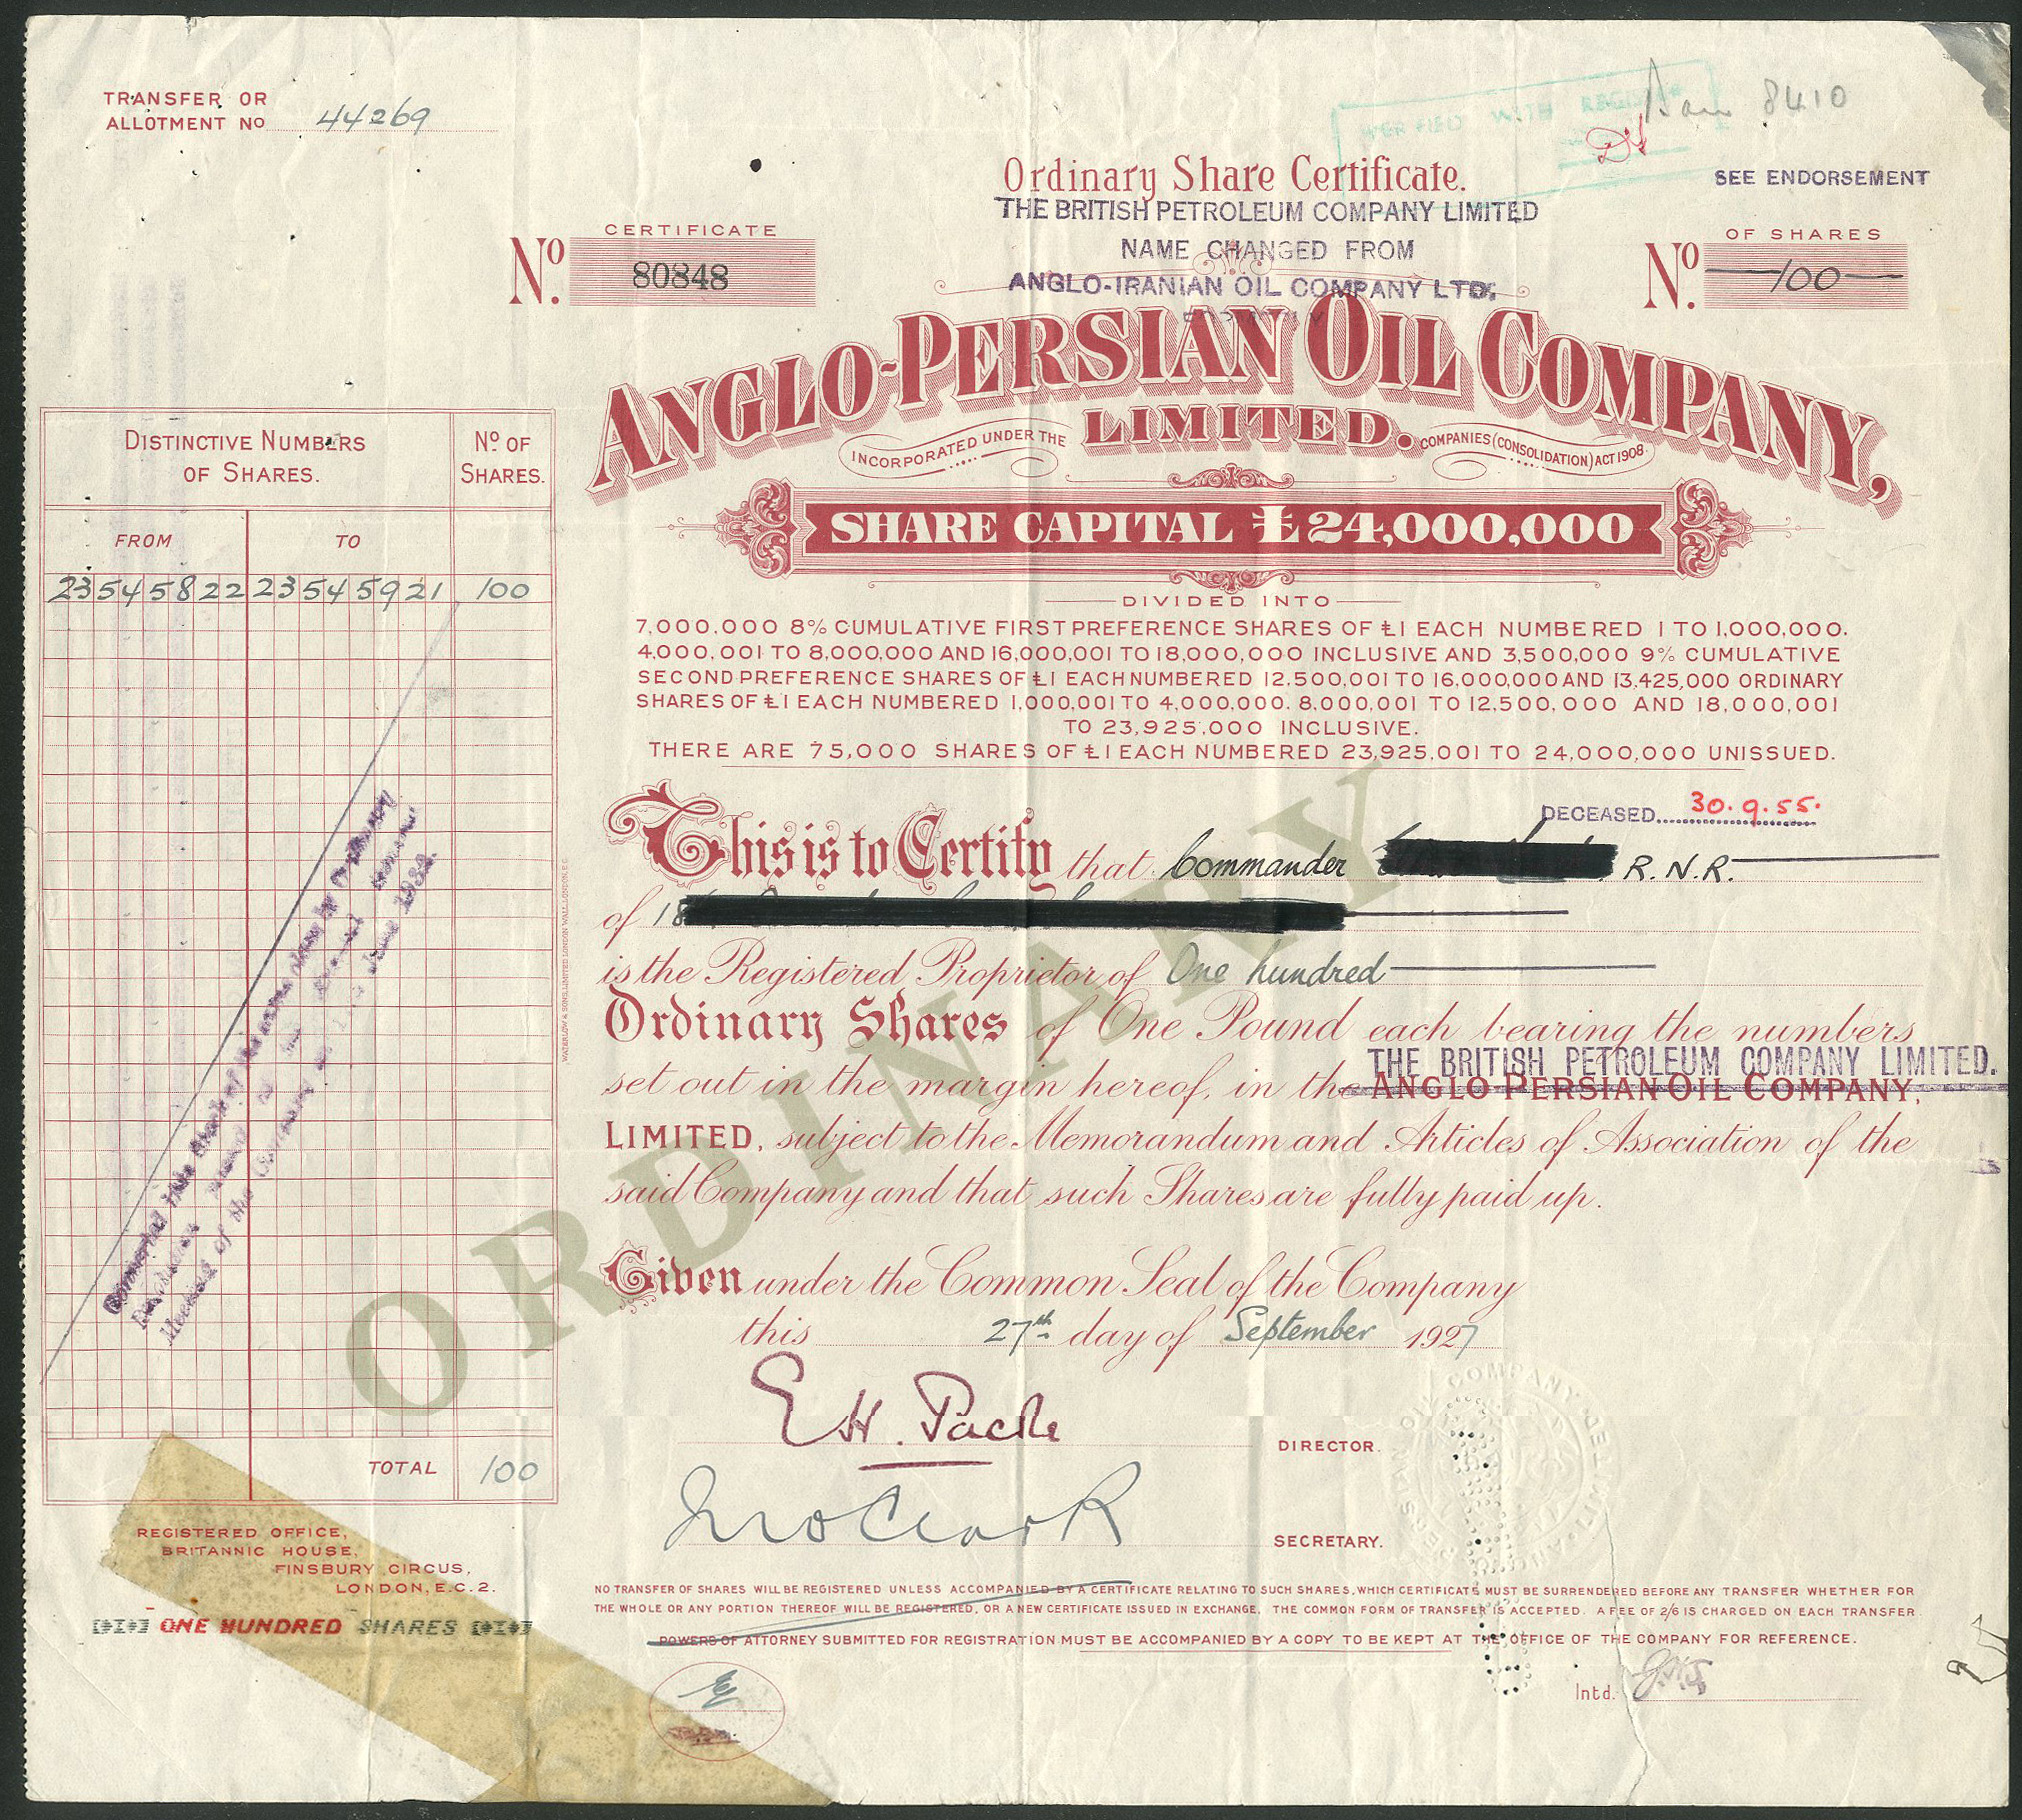 TRANSFER OR
ALLOTMENT No 44269
8410
VERIFIED WITH
Ordinary Share Certificate.
SEE ENDORSEMENT
THE BRITISH PETROLEUM COMPANY LIMITED
NAME CHANGED FROM
ANGLO-IRANIAN OIL COMPANY LTD.
CERTIFICATE
No. 80848
OF SHARES
No. 100
ANGLO-PERSIAN OIL COMPANY,
LIMITED.
INCORPORATED UNDER THE COMPANIES (CONSOLIDATION) ACT 1908.
SHARE CAPITAL £24,000,000
DIVIDED INTO
7,000,000 8% CUMULATIVE FIRST PREFERENCE SHARES OF £1 EACH NUMBERED 1 TO 1,000,000.
4,000,001 TO 8,000,000 AND 16,000,001 TO 18,000,000 INCLUSIVE AND 3,500,000 9% CUMULATIVE
SECOND PREFERENCE SHARES OF £1 EACH NUMBERED 12.500,001 TO 16,000,000 AND 13,425,000 ORDINARY
SHARES OF £1 EACH NUMBERED 1,000,001 TO 4,000,000. 8,000,001 TO 12,500,000 AND 18,000,001
TO 23,925,000 INCLUSIVE.
THERE ARE 75,000 SHARES OF £1 EACH NUMBERED 23,925,001 TO 24,000,000 UNISSUED.
DISTINCTIVE NUMBERS
OF SHARES.
No OF
SHARES.
FROM TO
23545822 23545921 100
TOTAL 100
DECEASED 30.9.55.
This is to Certify that Commander R.N.R.
of 18
is the Registered Proprietor of One hundred
Ordinary Shares of One Pound each bearing the numbers
THE BRITISH PETROLEUM COMPANY LIMITED.
set out in the margin hereof, in the ANGLO-PERSIAN OIL COMPANY,
LIMITED, subject to the Memorandum and Articles of Association of the
said Company and that such Shares are fully paid up.
ORDINARY
Given under the Common Seal of the Company
this 27th day of September 1927
E H. Packe
DIRECTOR.
SECRETARY.
REGISTERED OFFICE,
BRITANNIC HOUSE,
FINSBURY CIRCUS,
LONDON, E.C.2.
ONE HUNDRED SHARES
NO TRANSFER OF SHARES WILL BE REGISTERED UNLESS ACCOMPANIED BY A CERTIFICATE RELATING TO SUCH SHARES, WHICH CERTIFICATE MUST BE SURRENDERED BEFORE ANY TRANSFER WHETHER FOR
THE WHOLE OR ANY PORTION THEREOF WILL BE REGISTERED, OR A NEW CERTIFICATE ISSUED IN EXCHANGE. THE COMMON FORM OF TRANSFER IS ACCEPTED. A FEE OF 2/6 IS CHARGED ON EACH TRANSFER
POWERS OF ATTORNEY SUBMITTED FOR REGISTRATION MUST BE ACCOMPANIED BY A COPY TO BE KEPT AT THE OFFICE OF THE COMPANY FOR REFERENCE.
Intd.
WATERLOW & SONS, LIMITED, LONDON WALL, LONDON, E.C.